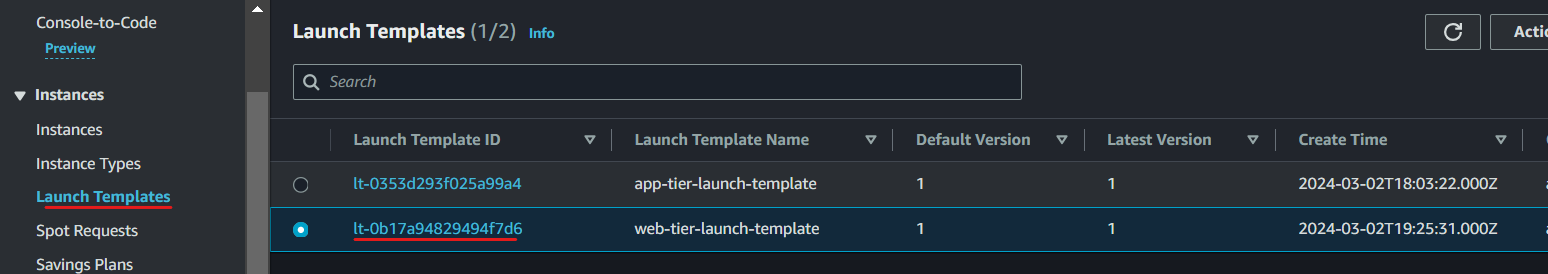 Console-to-Code
Preview
Instances
Instances
Instance Types
Launch Templates
Spot Requests
Savings Plans
Launch Templates (1/2) Info
Actio
Search
Launch Template ID Launch Template Name Default Version Latest Version Create Time
lt-0353d293f025a99a4 app-tier-launch-template 1 1 2024-03-02T18:03:22.000Z
lt-0b17a94829494f7d6 web-tier-launch-template 1 1 2024-03-02T19:25:31.000Z